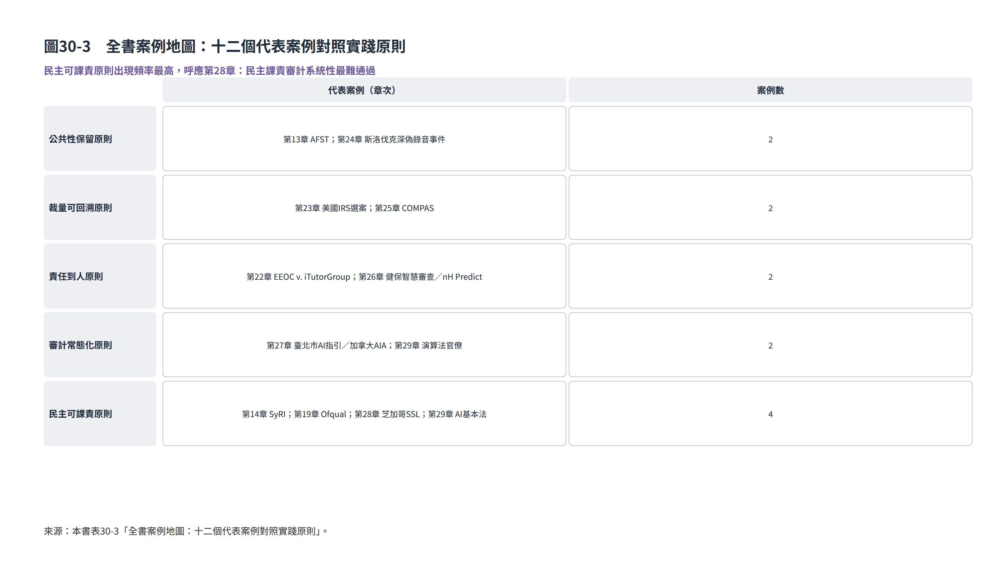 圖30-3　全書案例地圖：十二個代表案例對照實踐原則
民主可課責原則出現頻率最高，呼應第28章：民主課責審計系統性最難通過
代表案例（章次）
案例數
公共性保留原則
第13章 AFST；第24章 斯洛伐克深偽錄音事件
2
裁量可回溯原則
第23章 美國IRS選案；第25章 COMPAS
2
責任到人原則
第22章 EEOC v. iTutorGroup；第26章 健保智慧審查／nH Predict
2
審計常態化原則
第27章 臺北市AI指引／加拿大AIA；第29章 演算法官僚
2
民主可課責原則
第14章 SyRI；第19章 Ofqual；第28章 芝加哥SSL；第29章 AI基本法
4
來源：本書表30-3「全書案例地圖：十二個代表案例對照實踐原則」。